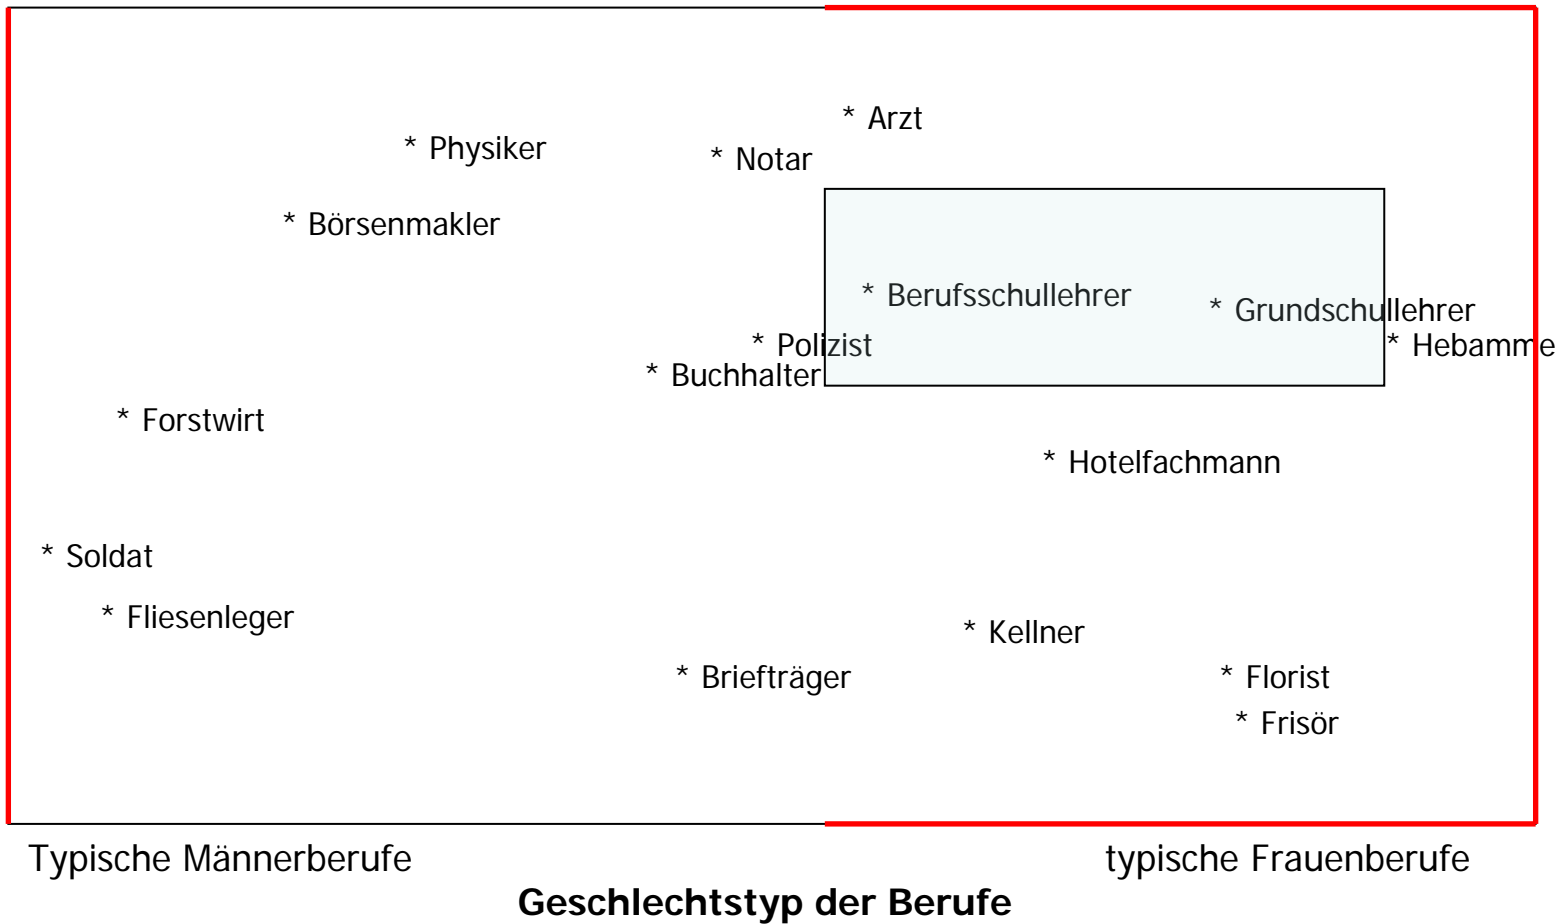 * Arzt
* Physiker
* Notar
* Börsenmakler
* Berufsschullehrer
* Grundschullehrer
* Polizist
* Hebamme
* Buchhalter
* Forstwirt
* Hotelfachmann
* Soldat
* Fliesenleger
* Kellner
* Briefträger
* Florist
* Frisör
Typische Männerberufe
typische Frauenberufe
Geschlechtstyp der Berufe